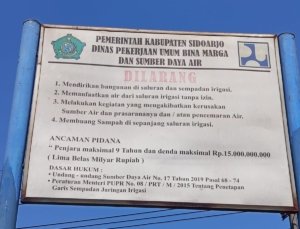 PEMERINTAH KABUPATEN SIDOARJO
DINAS PEKERJAAN UMUM BINA MARGA
DAN SUMBER DAYA AIR
DILARANG
1. Mendirikan bangunan di saluran dan sempadan irigasi.
2. Memanfaatkan air dari saluran irigasi tanpa izin.
3. Melakukan kegiatan yang mengakibatkan kerusakan
Sumber Air dan prasarananya dan / atau pencemaran Air.
4. Membuang Sampah di sepanjang saluran irigasi.
ANCAMAN PIDANA
" Penjara maksimal 9 Tahun dan denda maksimal Rp.15.000.000.000
( Lima Belas Milyar Rupiah )
DASAR HUKUM :
• Undang - undang Sumber Daya Air No. 17 Tahun 2019 Pasal 68 - 74
• Peraturan Menteri PUPR No. 08 / PRT / M / 2015 Tentang Penetapan
Garis Sempadan Jaringan Irigasi